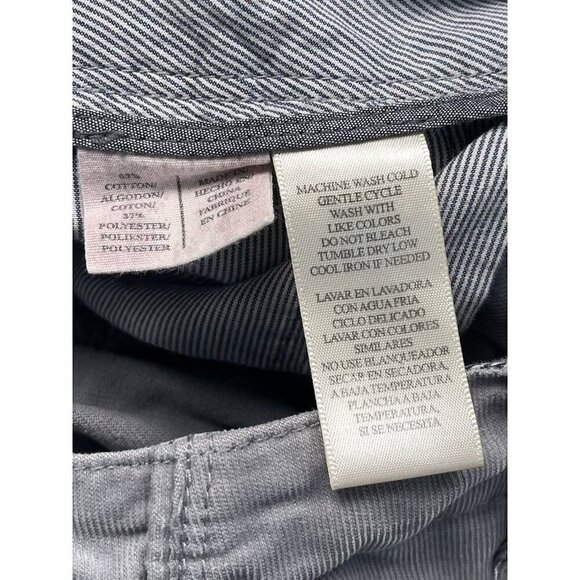 63%
COTTON/
ALGODON/
COTON/
37%
POLYESTER/
POLIESTER/
POLYESTER
MADE IN
HECHO EN
CHINA
FABRIQUE
EN CHINE
MACHINE WASH COLD
GENTLE CYCLE
WASH WITH
LIKE COLORS
DO NOT BLEACH
TUMBLE DRY LOW
COOL IRON IF NEEDED
LAVAR EN LAVADORA
CON AGUA FRIA
CICLO DELICADO
LAVAR CON COLORES
SIMILARES
NO USE BLANQUEADOR
SECAR EN SECADORA,
A BAJA TEMPERATURA
PLANCHA A BAJA
TEMPERATURA,
SI SE NECESITA